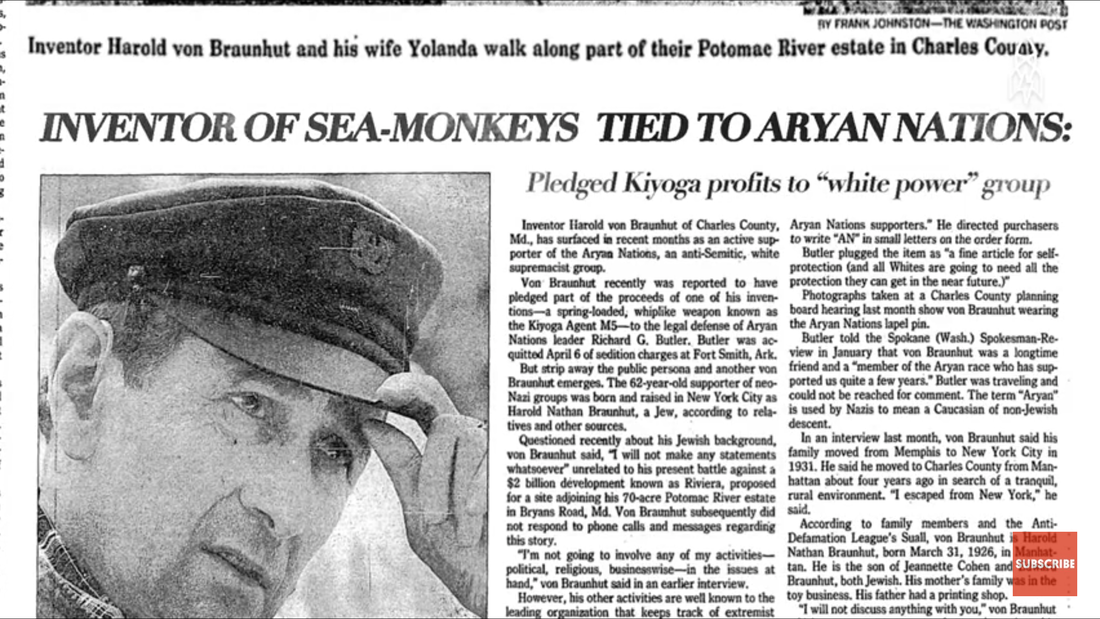 BY FRANK JOHNSTON—THE WASHINGTON POST
Inventor Harold von Braunhut and his wife Yolanda walk along part of their Potomac River estate in Charles County.
INVENTOR OF SEA-MONKEYS TIED TO ARYAN NATIONS:
Pledged Kiyoga profits to “white power” group
Inventor Harold von Braunhut of Charles County,
Md., has surfaced in recent months as an active sup-
porter of the Aryan Nations, an anti-Semitic, white
supremacist group.
Von Braunhut recently was reported to have
pledged part of the proceeds of one of his inven-
tions—a spring-loaded, whiplike weapon known as
the Kiyoga Agent M5—to the legal defense of Aryan
Nations leader Richard G. Butler. Butler was ac-
quitted April 6 of sedition charges at Fort Smith, Ark.
But strip away the public persona and another von
Braunhut emerges. The 62-year-old supporter of neo-
Nazi groups was born and raised in New York City as
Harold Nathan Braunhut, a Jew, according to rela-
tives and other sources.
Questioned recently about his Jewish background,
von Braunhut said, “I will not make any statements
whatsoever” unrelated to his present battle against a
$2 billion development known as Riviera, proposed
for a site adjoining his 70-acre Potomac River estate
in Bryans Road, Md. Von Braunhut subsequently did
not respond to phone calls and messages regarding
this story.
“I’m not going to involve any of my activities—
political, religious, businesswise—in the issues at
hand,” von Braunhut said in an earlier interview.
However, his other activities are well known to the
leading organization that keeps track of extremist
Aryan Nations supporters.” He directed purchasers
to write “AN” in small letters on the order form.
Butler plugged the item as “a fine article for self-
protection (and all Whites are going to need all the
protection they can get in the near future.)”
Photographs taken at a Charles County planning
board hearing last month show von Braunhut wearing
the Aryan Nations lapel pin.
Butler told the Spokane (Wash.) Spokesman-Re-
view in January that von Braunhut was a longtime
friend and a “member of the Aryan race who has sup-
ported us quite a few years.” Butler was traveling and
could not be reached for comment. The term “Aryan”
is used by Nazis to mean a Caucasian of non-Jewish
descent.
In an interview last month, von Braunhut said his
family moved from Memphis to New York City in
1931. He said he moved to Charles County from Man-
hattan about four years ago in search of a tranquil,
rural environment. “I escaped from New York,” he
said.
According to family members and the Anti-
Defamation League’s Suall, von Braunhut is Harold
Nathan Braunhut, born March 31, 1926, in Manhat-
tan. He is the son of Jeannette Cohen and
Braunhut, both Jewish. His mother’s family was in the
toy business. His father had a printing shop.
“I will not discuss anything with you,” von Braunhut
SUBSCRIBE